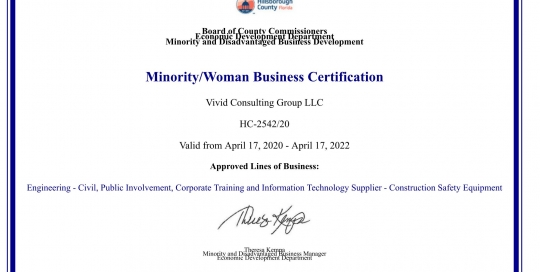 Hillsborough
County Florida
Board of County Commissioners
Economic Development Department
Minority and Disadvantaged Business Development
Minority/Woman Business Certification
Vivid Consulting Group LLC
HC-2542/20
Valid from April 17, 2020 - April 17, 2022
Approved Lines of Business:
Engineering - Civil, Public Involvement, Corporate Training and Information Technology Supplier - Construction Safety Equipment
Theresa Kempa
Theresa Kempa
Minority and Disadvantaged Business Manager
Economic Development Department